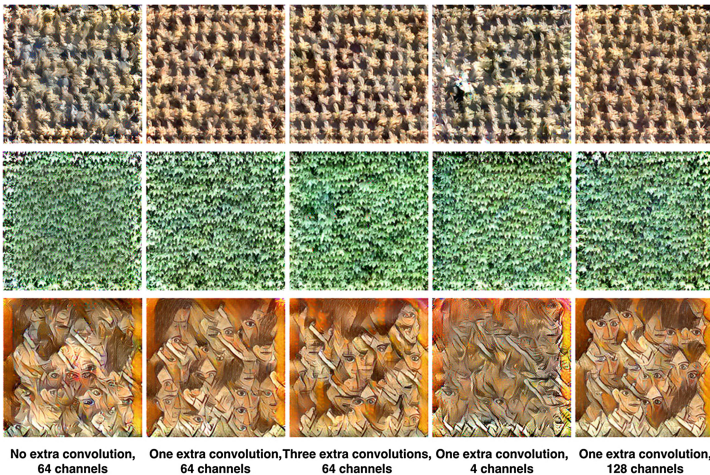 No extra convolution, One extra convolution, Three extra convolutions, One extra convolution, One extra convolution,
64 channels 64 channels 64 channels 4 channels 128 channels